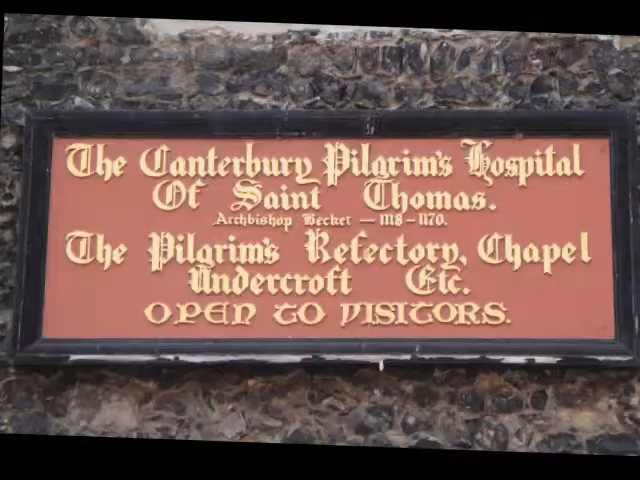 The Canterbury Pilgrim's Hospital
Of Saint Thomas.
Archbishop Becket — 1118 – 1170.
The Pilgrim's Refectory, Chapel
Undercroft Etc.
OPEN TO VISITORS.